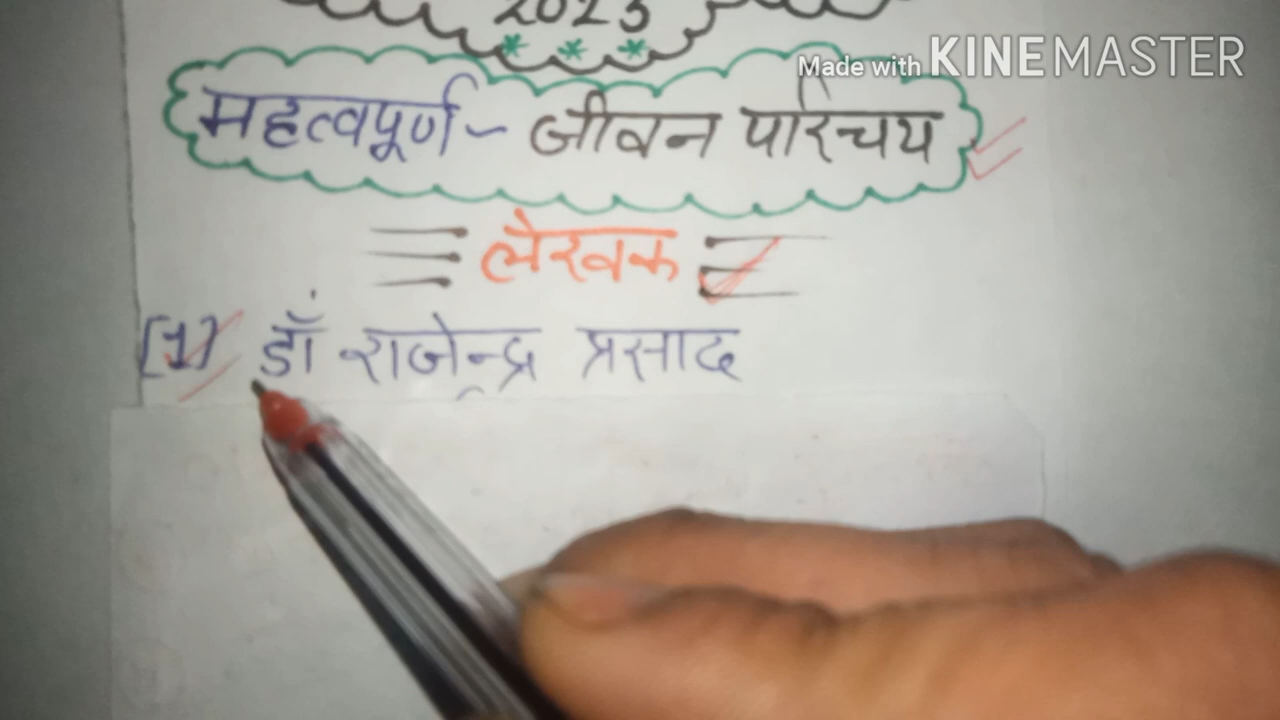 2023
Made with KINEMASTER
महत्वपूर्ण - जीवन परिचय
लेखक
[1] डॉ राजेन्द्र प्रसाद